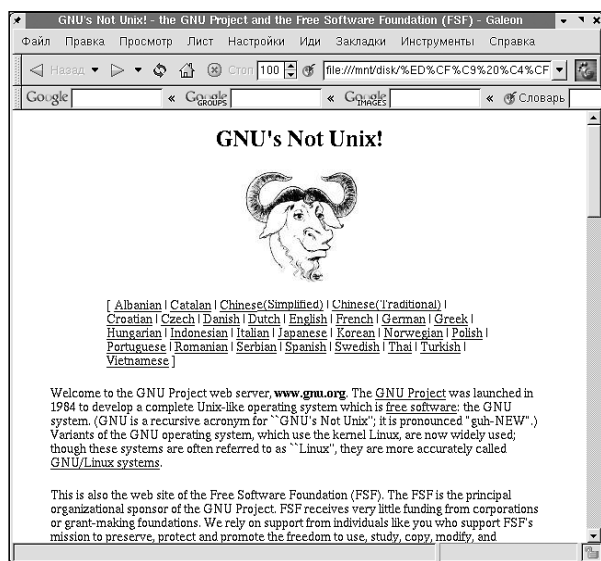 GNU's Not Unix! - the GNU Project and the Free Software Foundation (FSF) - Galeon
Файл Правка Просмотр Лист Настройки Иди Закладки Инструменты Справка
Назад Стоп 100 file:///mnt/disk/%ED%CF%C9%20%C4%CF
Google « Google GROUPS « Google IMAGES « Словарь
GNU's Not Unix!
[ Albanian | Catalan | Chinese(Simplified) | Chinese(Traditional) |
Croatian | Czech | Danish | Dutch | English | French | German | Greek |
Hungarian | Indonesian | Italian | Japanese | Korean | Norwegian | Polish |
Portuguese | Romanian | Serbian | Spanish | Swedish | Thai | Turkish |
Vietnamese ]
Welcome to the GNU Project web server, www.gnu.org. The GNU Project was launched in
1984 to develop a complete Unix-like operating system which is free software: the GNU
system. (GNU is a recursive acronym for ``GNU's Not Unix''; it is pronounced "guh-NEW".)
Variants of the GNU operating system, which use the kernel Linux, are now widely used;
though these systems are often referred to as ``Linux'', they are more accurately called
GNU/Linux systems.
This is also the web site of the Free Software Foundation (FSF). The FSF is the principal
organizational sponsor of the GNU Project. FSF receives very little funding from corporations
or grant-making foundations. We rely on support from individuals like you who support FSF's
mission to preserve, protect and promote the freedom to use, study, copy, modify, and